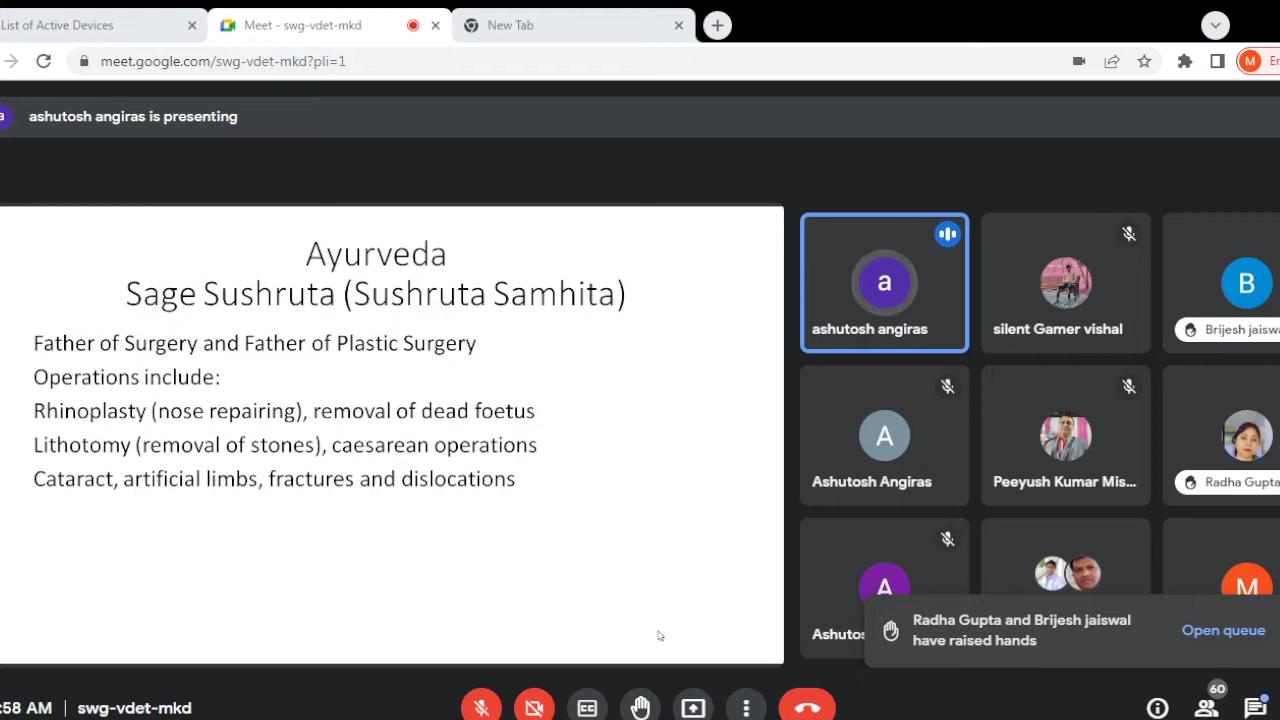 List of Active Devices
Meet - swg-vdet-mkd
New Tab
meet.google.com/swg-vdet-mkd?pli=1
M
a
ashutosh angiras is presenting
Ayurveda
Sage Sushruta (Sushruta Samhita)
Father of Surgery and Father of Plastic Surgery
Operations include:
Rhinoplasty (nose repairing), removal of dead foetus
Lithotomy (removal of stones), caesarean operations
Cataract, artificial limbs, fractures and dislocations
a
ashutosh angiras
silent Gamer vishal
B
Brijesh jaiswa
A
Ashutosh Angiras
Peeyush Kumar Mis...
Radha Gupta
A
Ashutos
M
Radha Gupta and Brijesh jaiswal
have raised hands
Open queue
:58 AM
swg-vdet-mkd
60